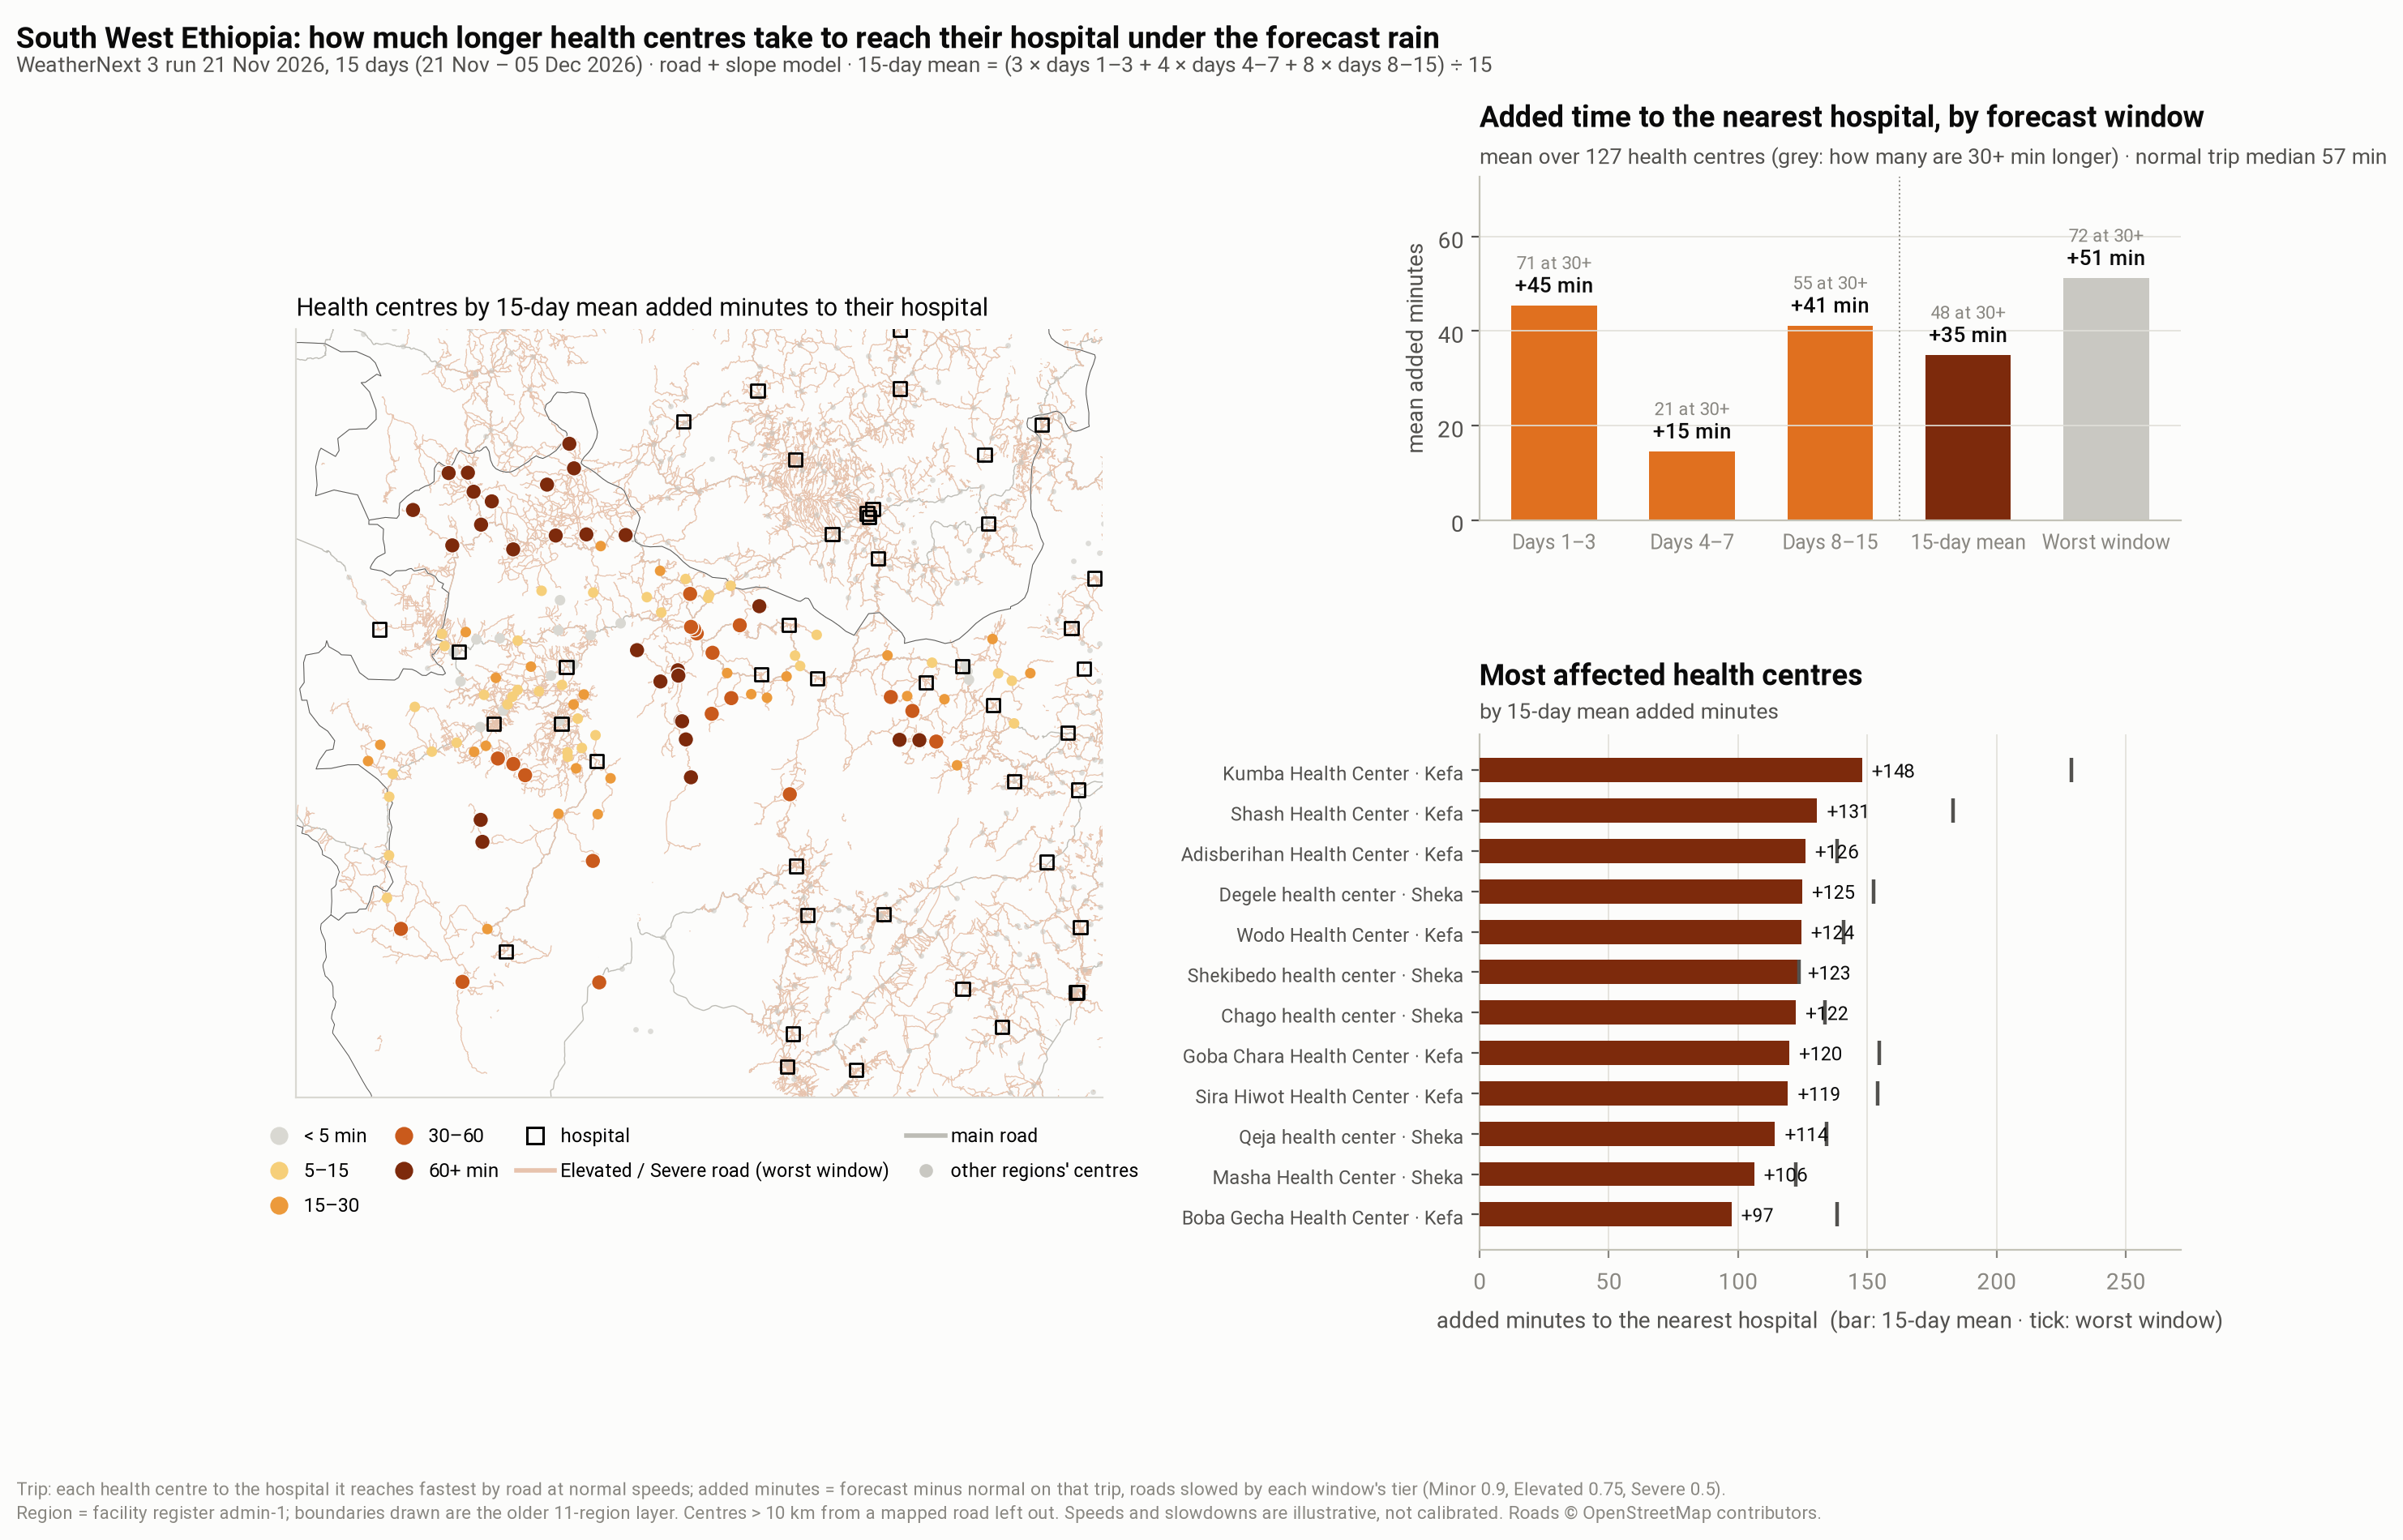 South West Ethiopia: how much longer health centres take to reach their hospital under the forecast rain
WeatherNext 3 run 21 Nov 2026, 15 days (21 Nov – 05 Dec 2026) · road + slope model · 15-day mean = (3 × days 1–3 + 4 × days 4–7 + 8 × days 8–15) ÷ 15
Health centres by 15-day mean added minutes to their hospital
< 5 min
5–15
15–30
30–60
60+ min
hospital
Elevated / Severe road (worst window)
main road
other regions' centres
Added time to the nearest hospital, by forecast window
mean over 127 health centres (grey: how many are 30+ min longer) · normal trip median 57 min
mean added minutes
60
40
20
0
71 at 30+
+45 min
21 at 30+
+15 min
55 at 30+
+41 min
48 at 30+
+35 min
72 at 30+
+51 min
Days 1–3
Days 4–7
Days 8–15
15-day mean
Worst window
Most affected health centres
by 15-day mean added minutes
Kumba Health Center · Kefa +148
Shash Health Center · Kefa +131
Adisberihan Health Center · Kefa +126
Degele health center · Sheka +125
Wodo Health Center · Kefa +124
Shekibedo health center · Sheka +123
Chago health center · Sheka +122
Goba Chara Health Center · Kefa +120
Sira Hiwot Health Center · Kefa +119
Qeja health center · Sheka +114
Masha Health Center · Sheka +106
Boba Gecha Health Center · Kefa +97
0 50 100 150 200 250
added minutes to the nearest hospital (bar: 15-day mean · tick: worst window)
Trip: each health centre to the hospital it reaches fastest by road at normal speeds; added minutes = forecast minus normal on that trip, roads slowed by each window's tier (Minor 0.9, Elevated 0.75, Severe 0.5).
Region = facility register admin-1; boundaries drawn are the older 11-region layer. Centres > 10 km from a mapped road left out. Speeds and slowdowns are illustrative, not calibrated. Roads © OpenStreetMap contributors.